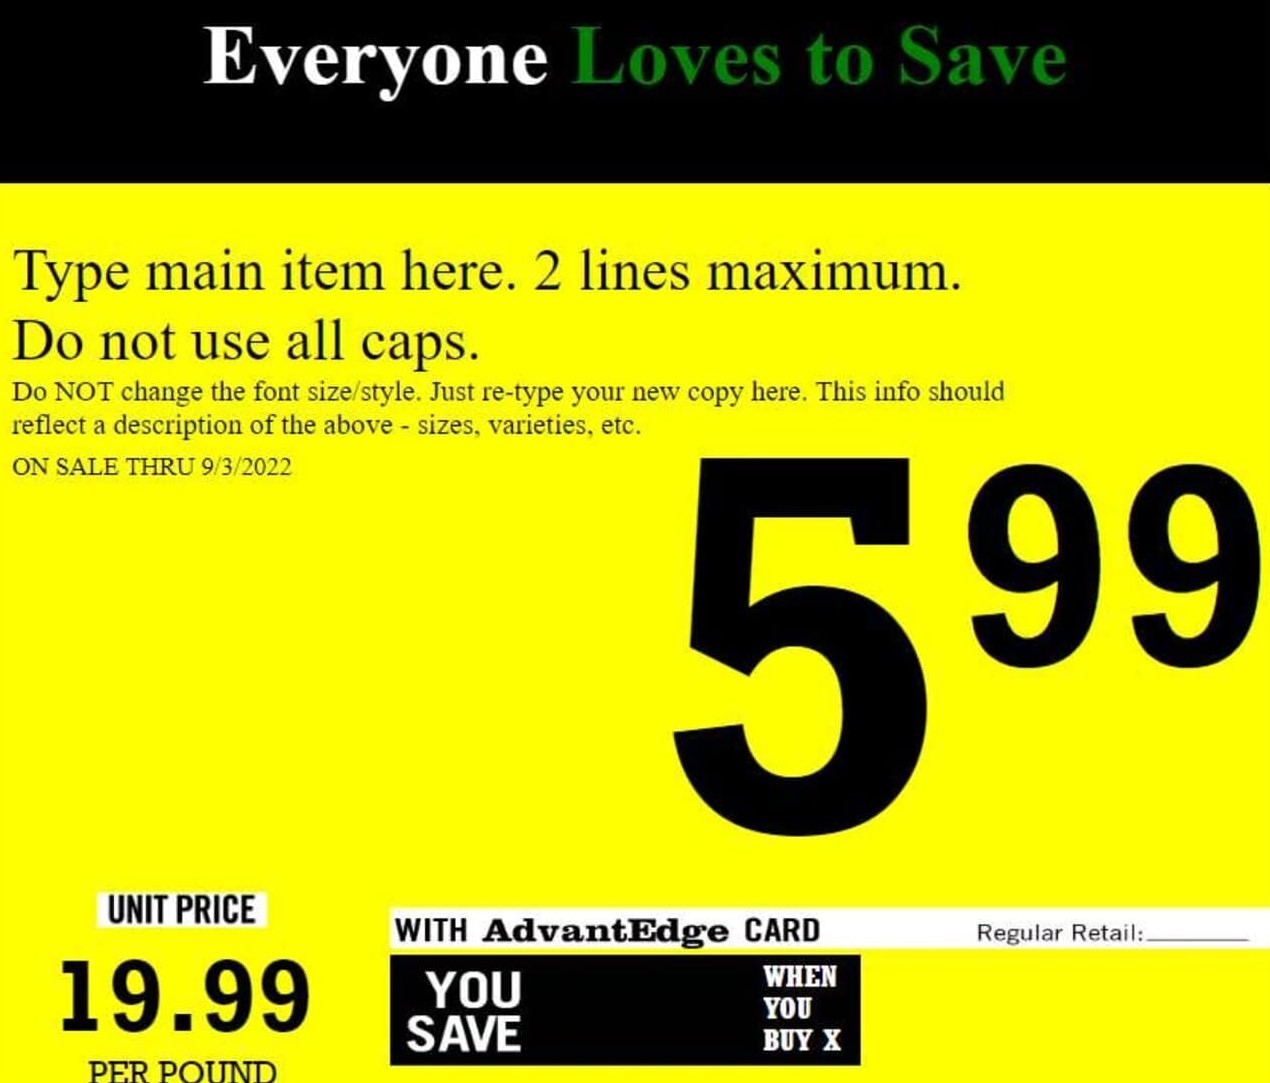 Everyone Loves to Save
Type main item here. 2 lines maximum.
Do not use all caps.
Do NOT change the font size/style. Just re-type your new copy here. This info should
reflect a description of the above - sizes, varieties, etc.
ON SALE THRU 9/3/2022
5 99
UNIT PRICE
19.99
PER POUND
WITH AdvantEdge CARD
Regular Retail:________
YOU
SAVE
WHEN
YOU
BUY X